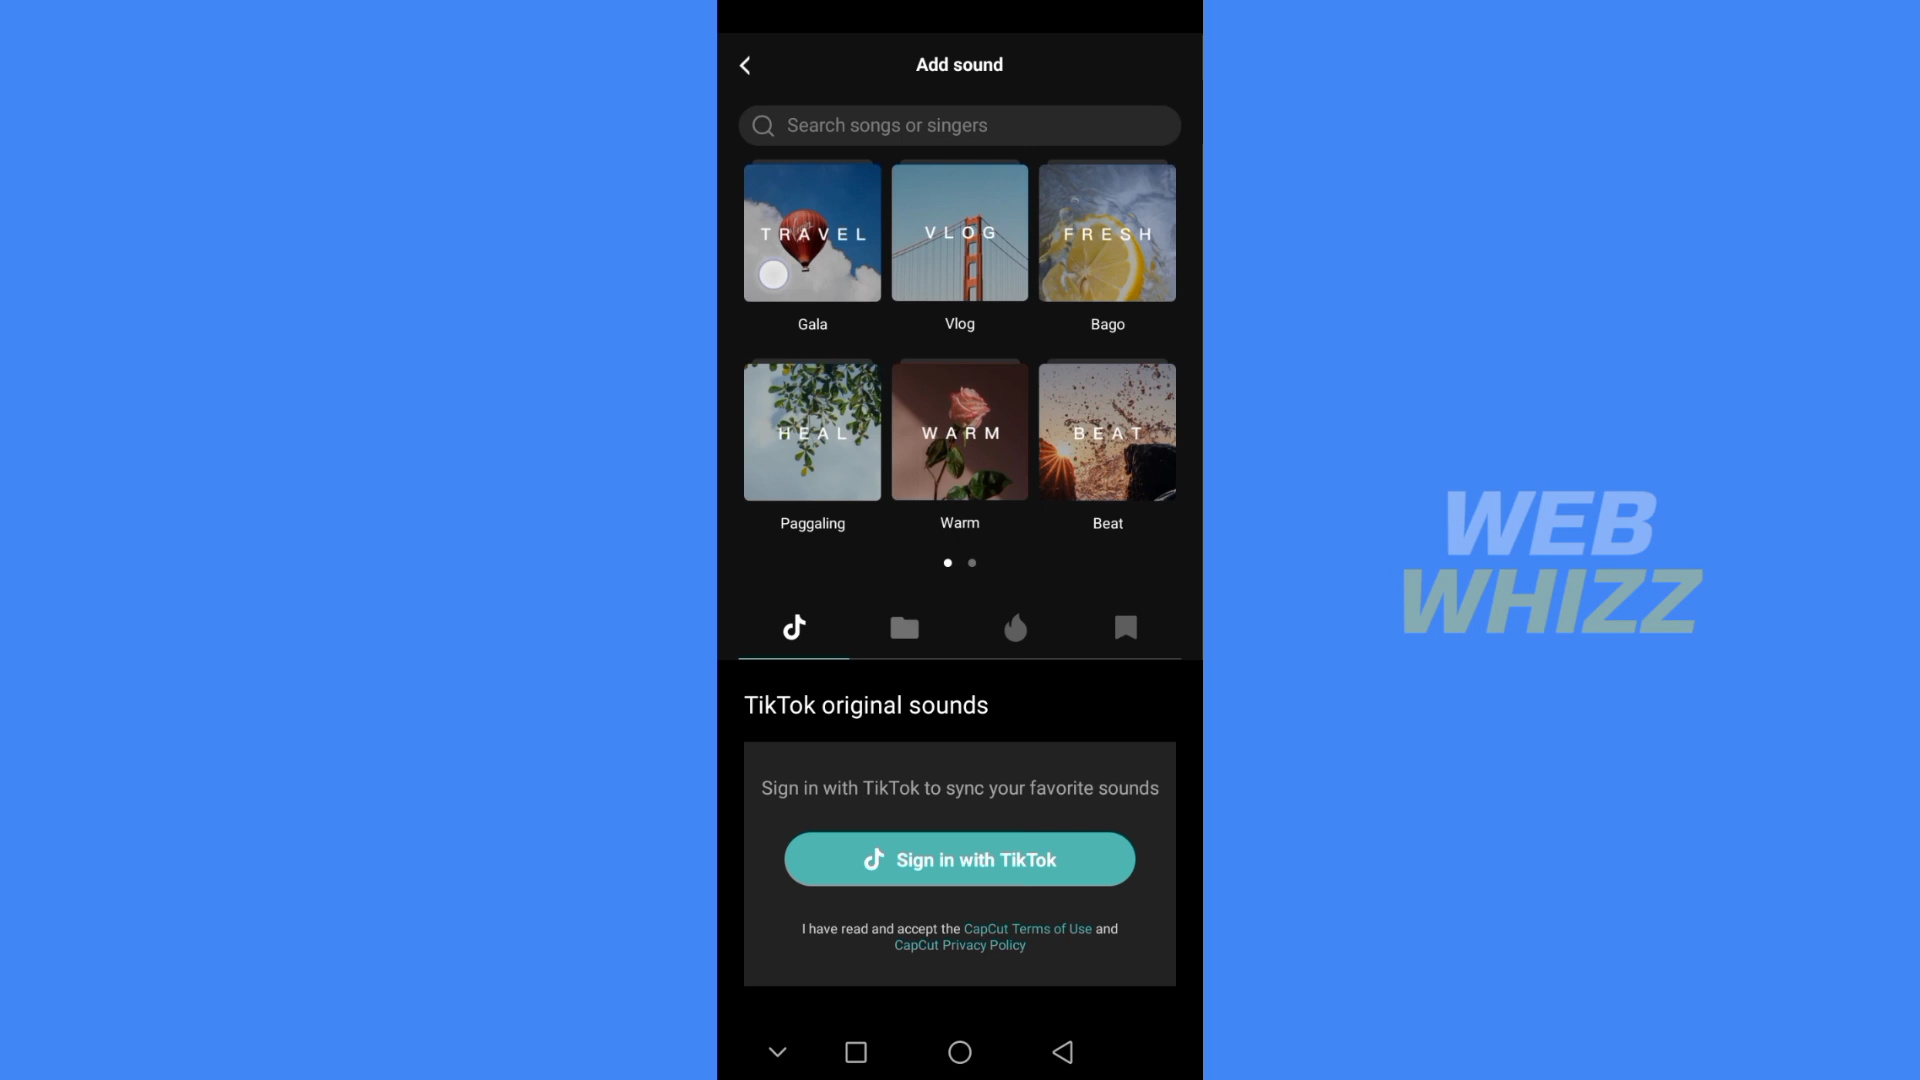 Add sound
Search songs or singers
TRAVEL
VLOG
FRESH
Gala
Vlog
Bago
HEAL
WARM
BEAT
Paggaling
Warm
Beat
TikTok original sounds
Sign in with TikTok to sync your favorite sounds
Sign in with TikTok
I have read and accept the CapCut Terms of Use and
CapCut Privacy Policy
WEB
WHIZZ